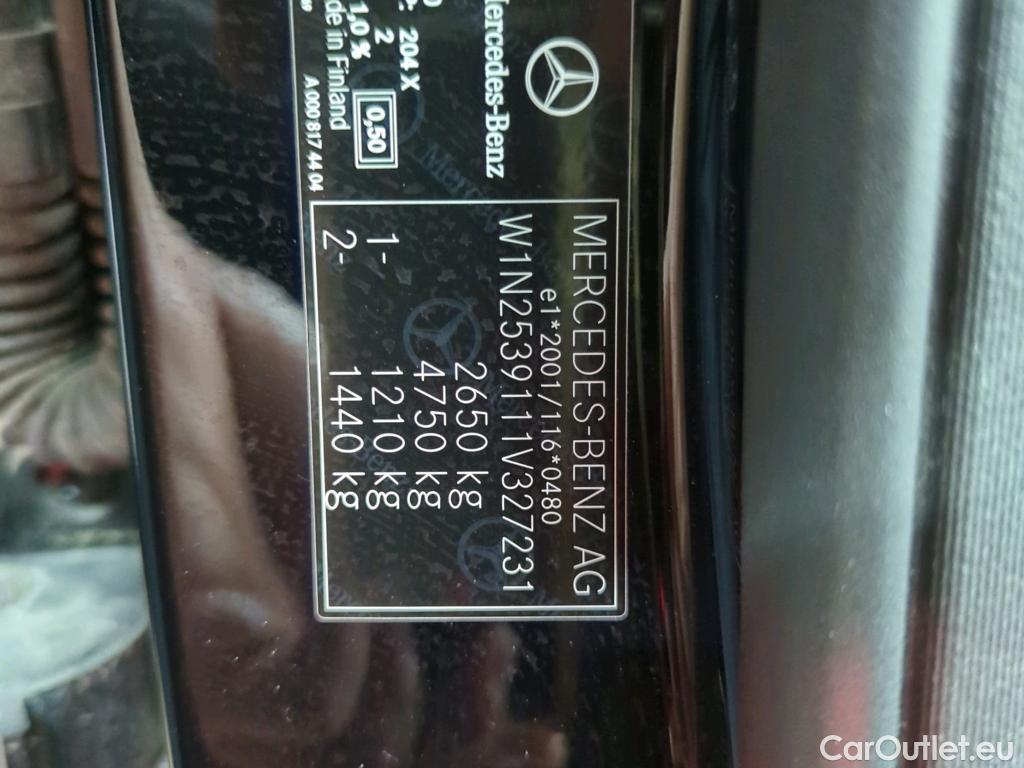 Mercedes-Benz
204 X
2
1,0 %
0,50
in Finland
A 000 817 44 04
MERCEDES-BENZ AG
e1*2001/116*0480
W1N2539111V327231
2650 kg
4750 kg
1- 1210 kg
2- 1440 kg
CarOutlet.eu